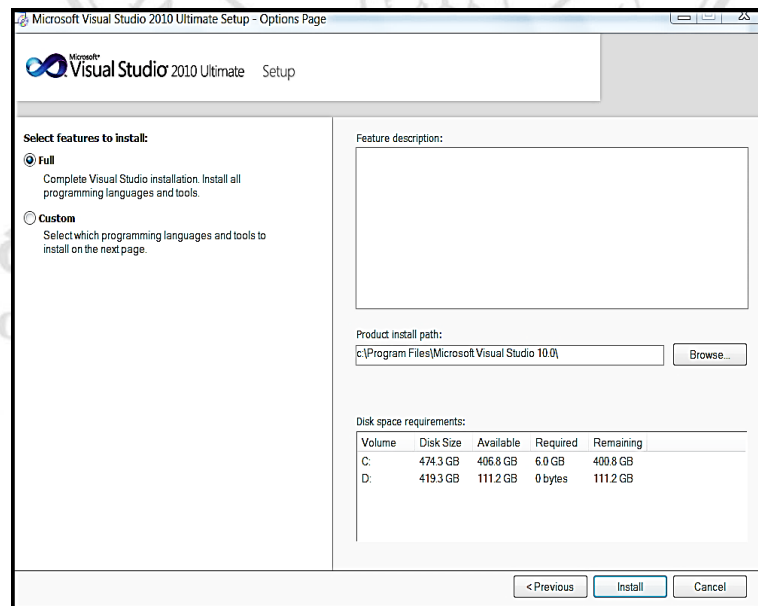 Microsoft Visual Studio 2010 Ultimate Setup - Options Page
Microsoft
Visual Studio 2010 Ultimate Setup
Select features to install:
Full
Complete Visual Studio installation. Install all
programming languages and tools.
Custom
Select which programming languages and tools to
install on the next page.
Feature description:
Product install path:
c:\Program Files\Microsoft Visual Studio 10.0\
Browse...
Disk space requirements:
Volume Disk Size Available Required Remaining
C: 474.3 GB 406.8 GB 6.0 GB 400.8 GB
D: 419.3 GB 111.2 GB 0 bytes 111.2 GB
< Previous Install Cancel